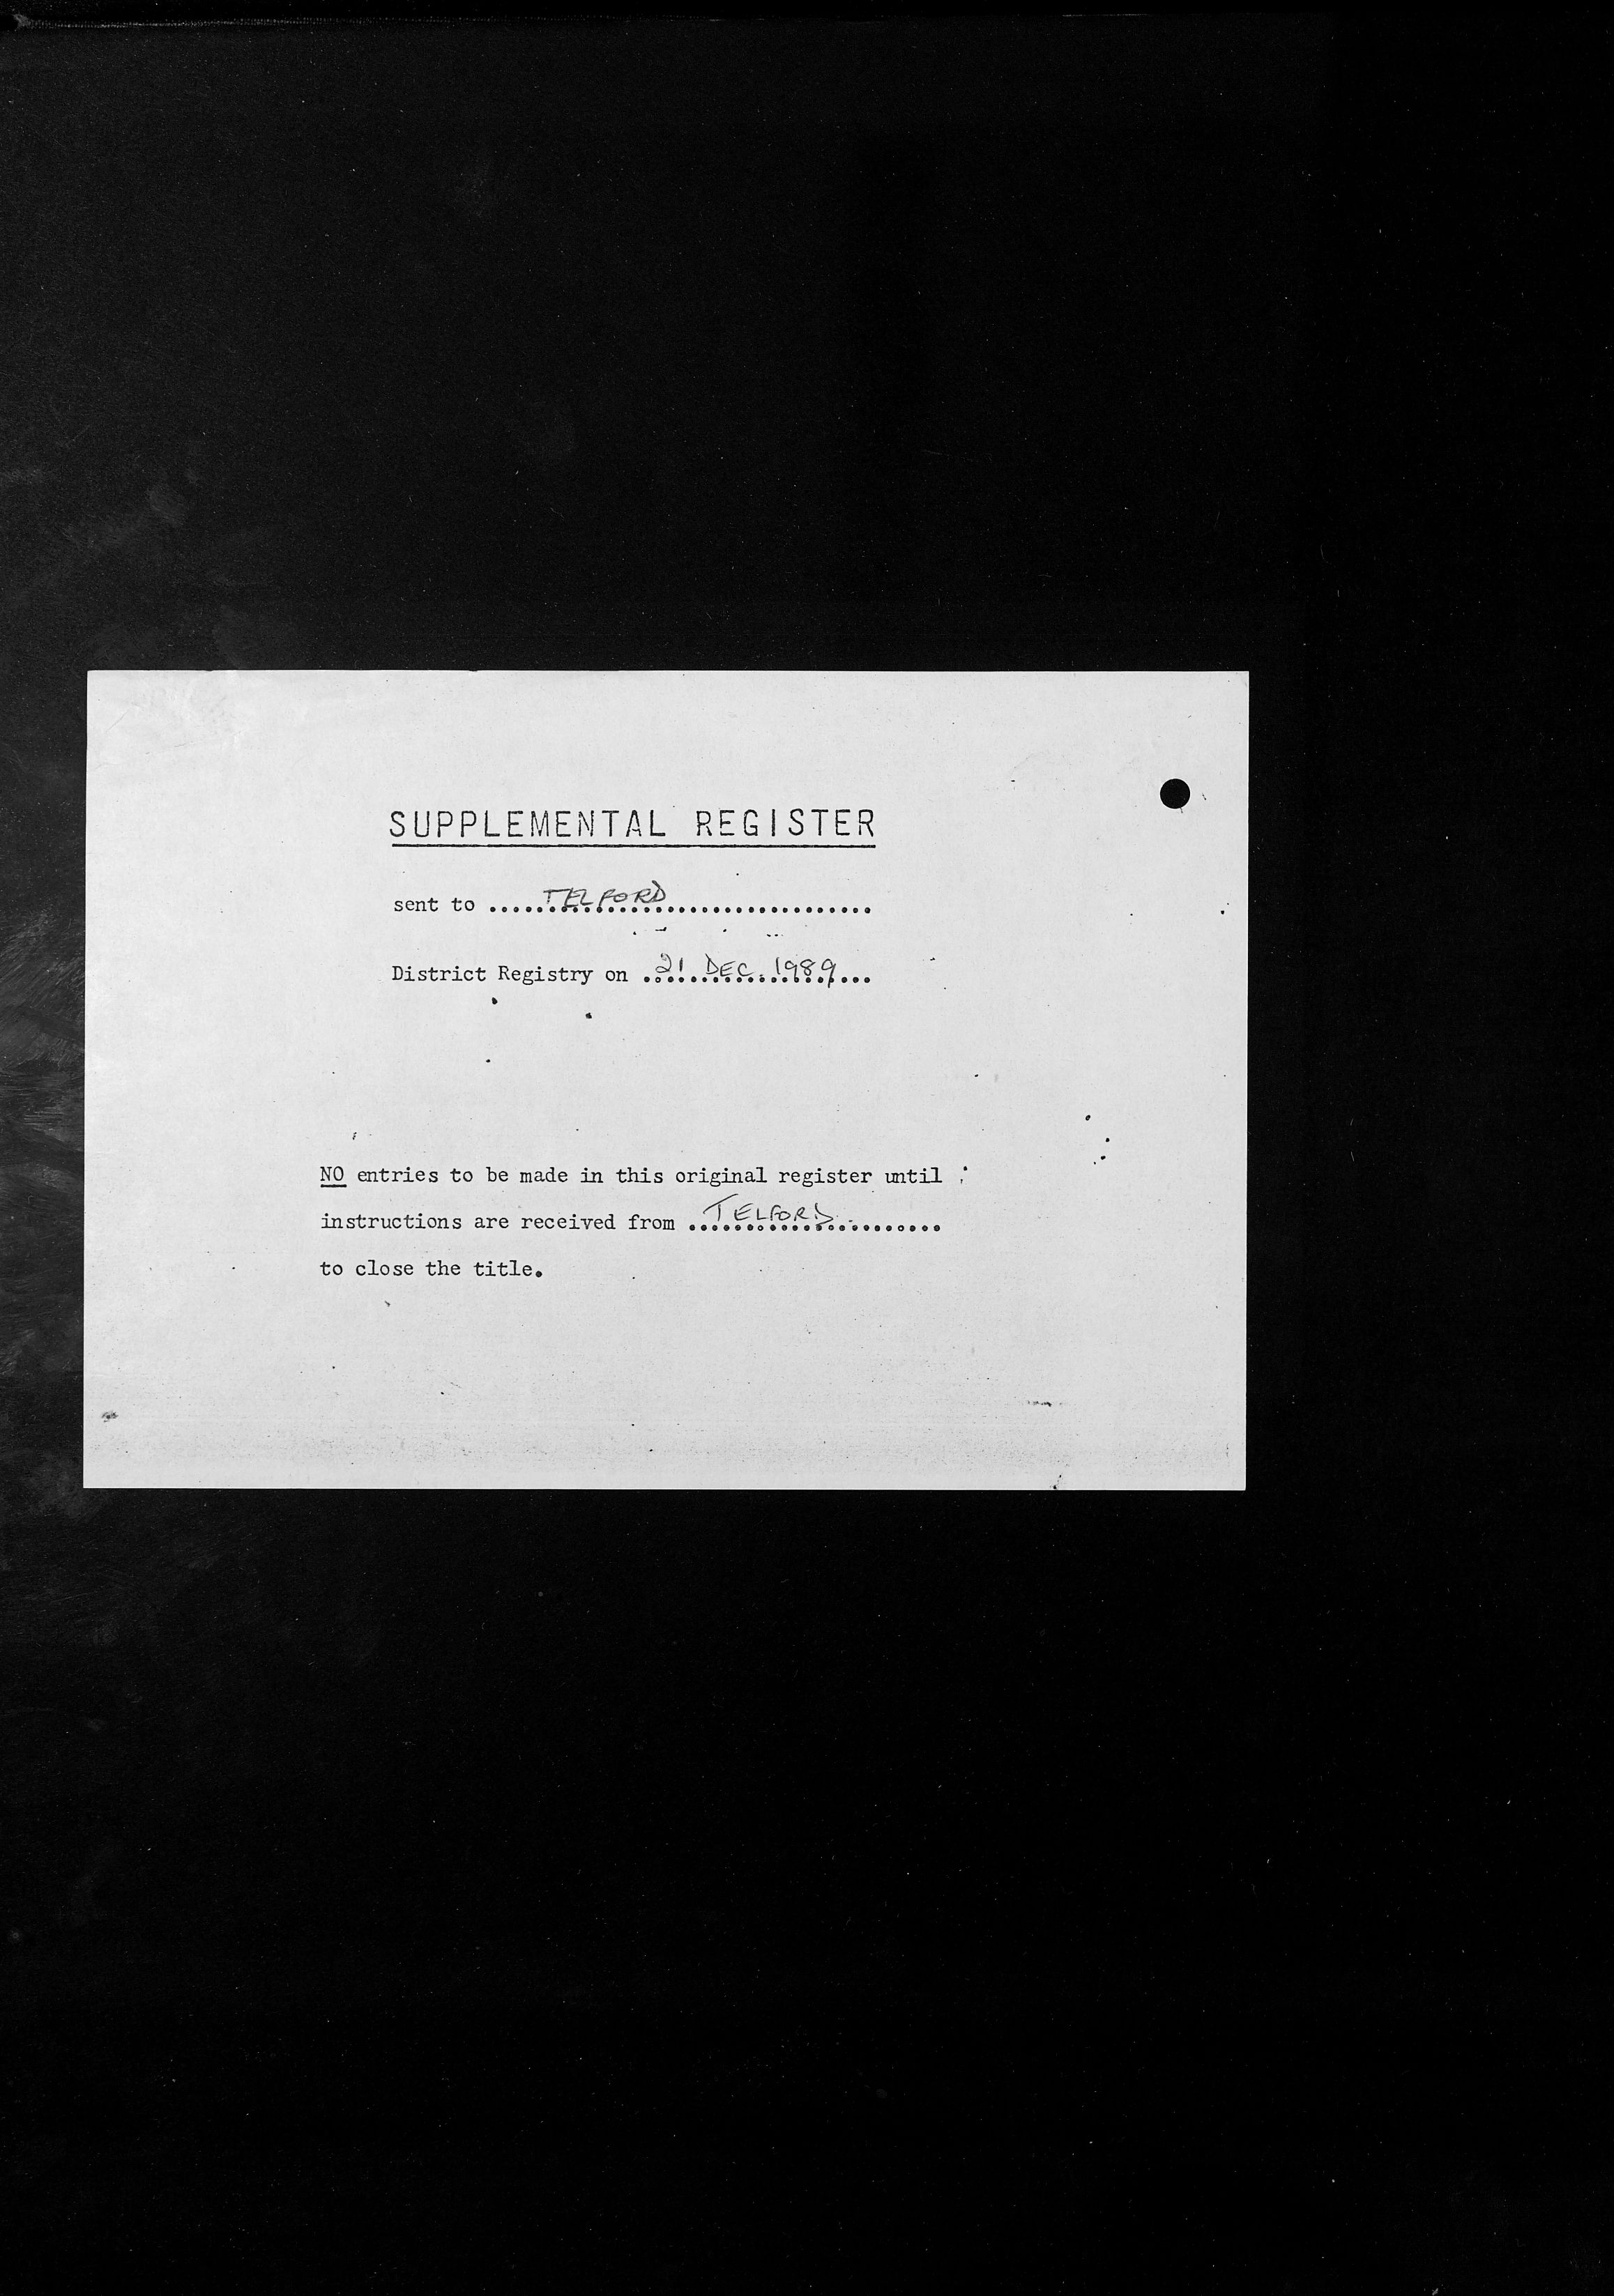 SUPPLEMENTAL REGISTER
sent to ....TELFORD....
District Registry on ..21 DEC. 1989...
NO entries to be made in this original register until
instructions are received from ..TELFORD....
to close the title.